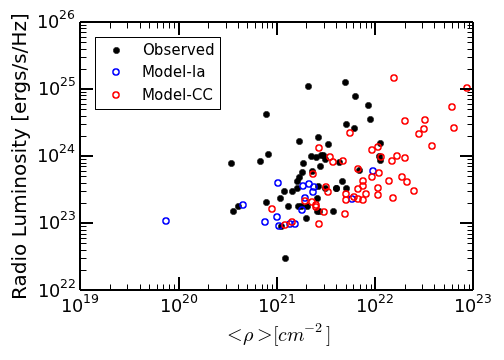 Radio Luminosity [ergs/s/Hz]
10^26
10^25
10^24
10^23
10^22
Observed
Model-Ia
Model-CC
10^19 10^20 10^21 10^22 10^23
<ρ>[cm^−2]